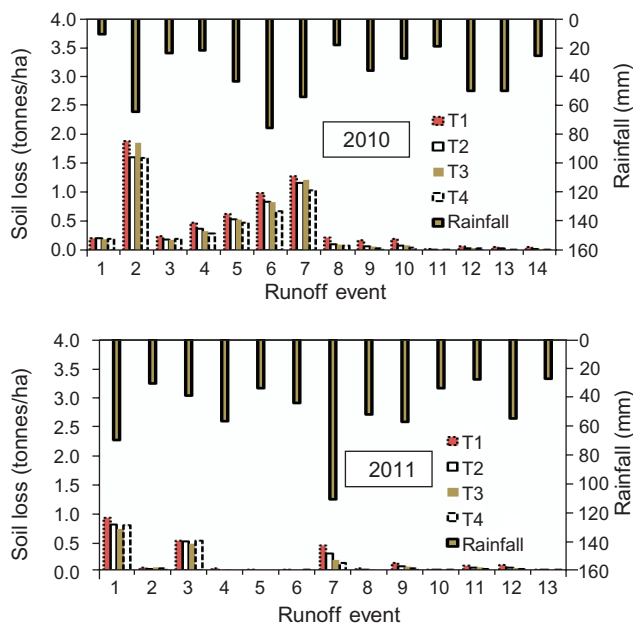 4.0
3.5
3.0
2.5
2.0
1.5
1.0
0.5
0.0
Soil loss (tonnes/ha)
0
20
40
60
80
100
120
140
160
Rainfall (mm)
2010
T1
T2
T3
T4
Rainfall
1 2 3 4 5 6 7 8 9 10 11 12 13 14
Runoff event
4.0
3.5
3.0
2.5
2.0
1.5
1.0
0.5
0.0
Soil loss (tonnes/ha)
0
20
40
60
80
100
120
140
160
Rainfall (mm)
2011
T1
T2
T3
T4
Rainfall
1 2 3 4 5 6 7 8 9 10 11 12 13
Runoff event